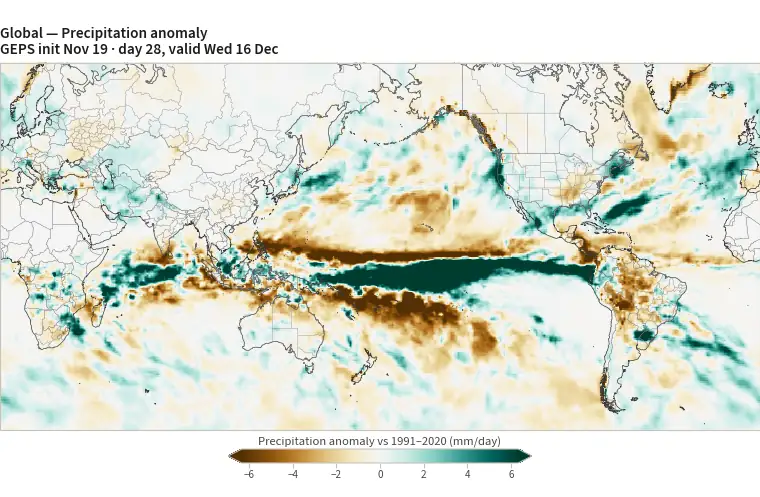 Global — Precipitation anomaly
GEPS init Nov 19 · day 28, valid Wed 16 Dec
Precipitation anomaly vs 1991–2020 (mm/day)
−6 −4 −2 0 2 4 6